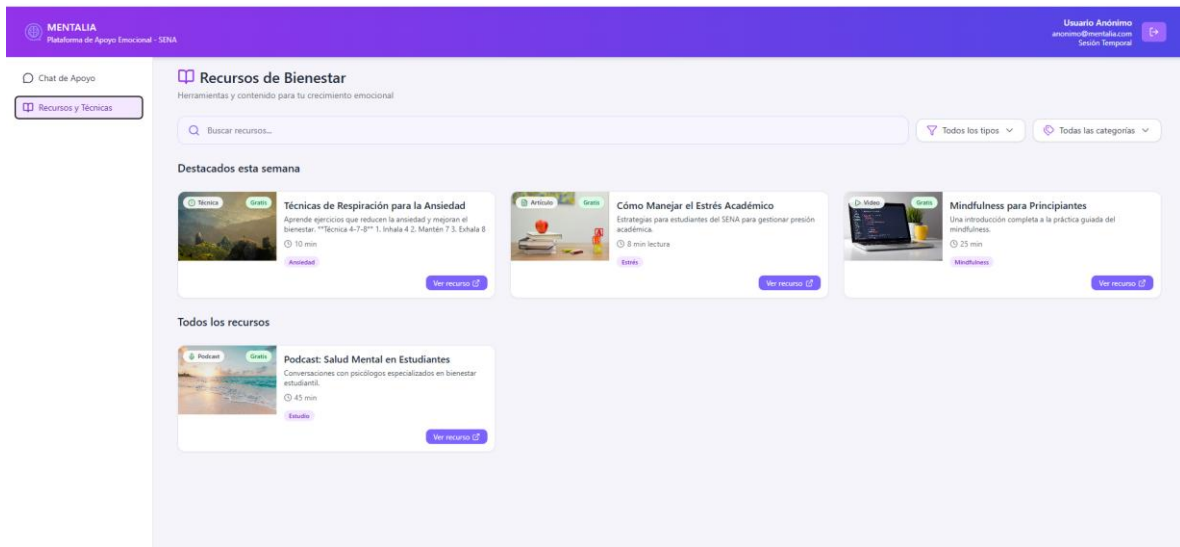 MENTALIA
Plataforma de Apoyo Emocional - SENA
Usuario Anónimo
anonimo@mentalia.com
Sesión Temporal
Chat de Apoyo
Recursos y Técnicas
Recursos de Bienestar
Herramientas y contenido para tu crecimiento emocional
Buscar recursos...
Todos los tipos
Todas las categorías
Destacados esta semana
Técnica
Gratis
Técnicas de Respiración para la Ansiedad
Aprende ejercicios que reducen la ansiedad y mejoran el
bienestar. **Técnica 4-7-8** 1. Inhala 4 2. Mantén 7 3. Exhala 8
10 min
Ansiedad
Ver recurso
Artículo
Gratis
Cómo Manejar el Estrés Académico
Estrategias para estudiantes del SENA para gestionar presión
académica.
8 min lectura
Estrés
Ver recurso
Video
Gratis
Mindfulness para Principiantes
Una introducción completa a la práctica guiada del
mindfulness.
25 min
Mindfulness
Ver recurso
Todos los recursos
Podcast
Gratis
Podcast: Salud Mental en Estudiantes
Conversaciones con psicólogos especializados en bienestar
estudiantil.
45 min
Estudio
Ver recurso